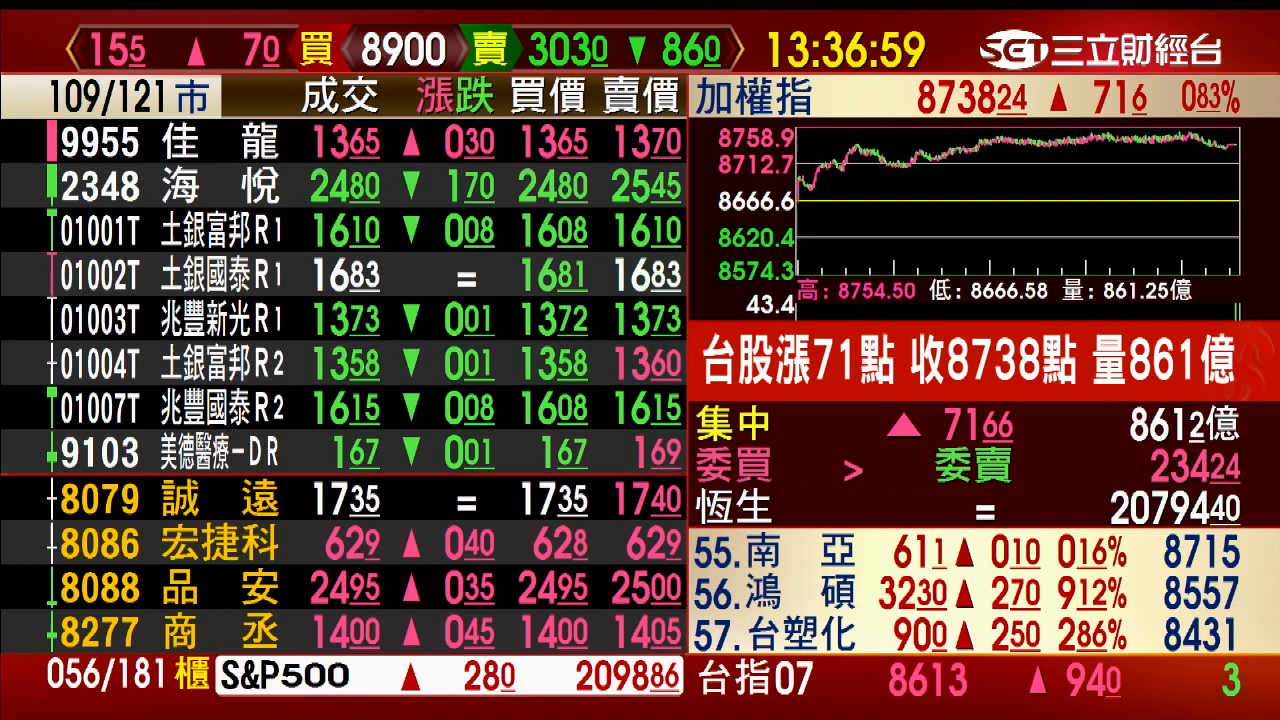 155 ▲ 70 買 8900 賣 3030 ▼ 860 13:36:59 SET 三立財經台
109/121 市 成交 漲跌 買價 賣價
9955 佳龍 1365 ▲ 030 1365 1370
2348 海悅 2480 ▼ 170 2480 2545
01001T 土銀富邦R1 1610 ▼ 008 1608 1610
01002T 土銀國泰R1 1683 = 1681 1683
01003T 兆豐新光R1 1373 ▼ 001 1372 1373
01004T 土銀富邦R2 1358 ▼ 001 1358 1360
01007T 兆豐國泰R2 1615 ▼ 008 1608 1615
9103 美德醫療-DR 167 ▼ 001 167 169
8079 誠遠 1735 = 1735 1740
8086 宏捷科 629 ▲ 040 628 629
8088 品安 2495 ▲ 035 2495 2500
8277 商丞 1400 ▲ 045 1400 1405
056/181 櫃 S&P500 ▲ 280 209886
加權指 873824 ▲ 716 083%
8758.9
8712.7
8666.6
8620.4
8574.3
高: 8754.50 低: 8666.58 量: 861.25億
43.4
台股漲71點 收8738點 量861億
集中 ▲ 7166 8612億
委買 > 委賣 23424
恆生 = 2079440
55.南亞 611 ▲ 010 016% 8715
56.鴻碩 3230 ▲ 270 912% 8557
57.台塑化 900 ▲ 250 286% 8431
台指07 8613 ▲ 940 3